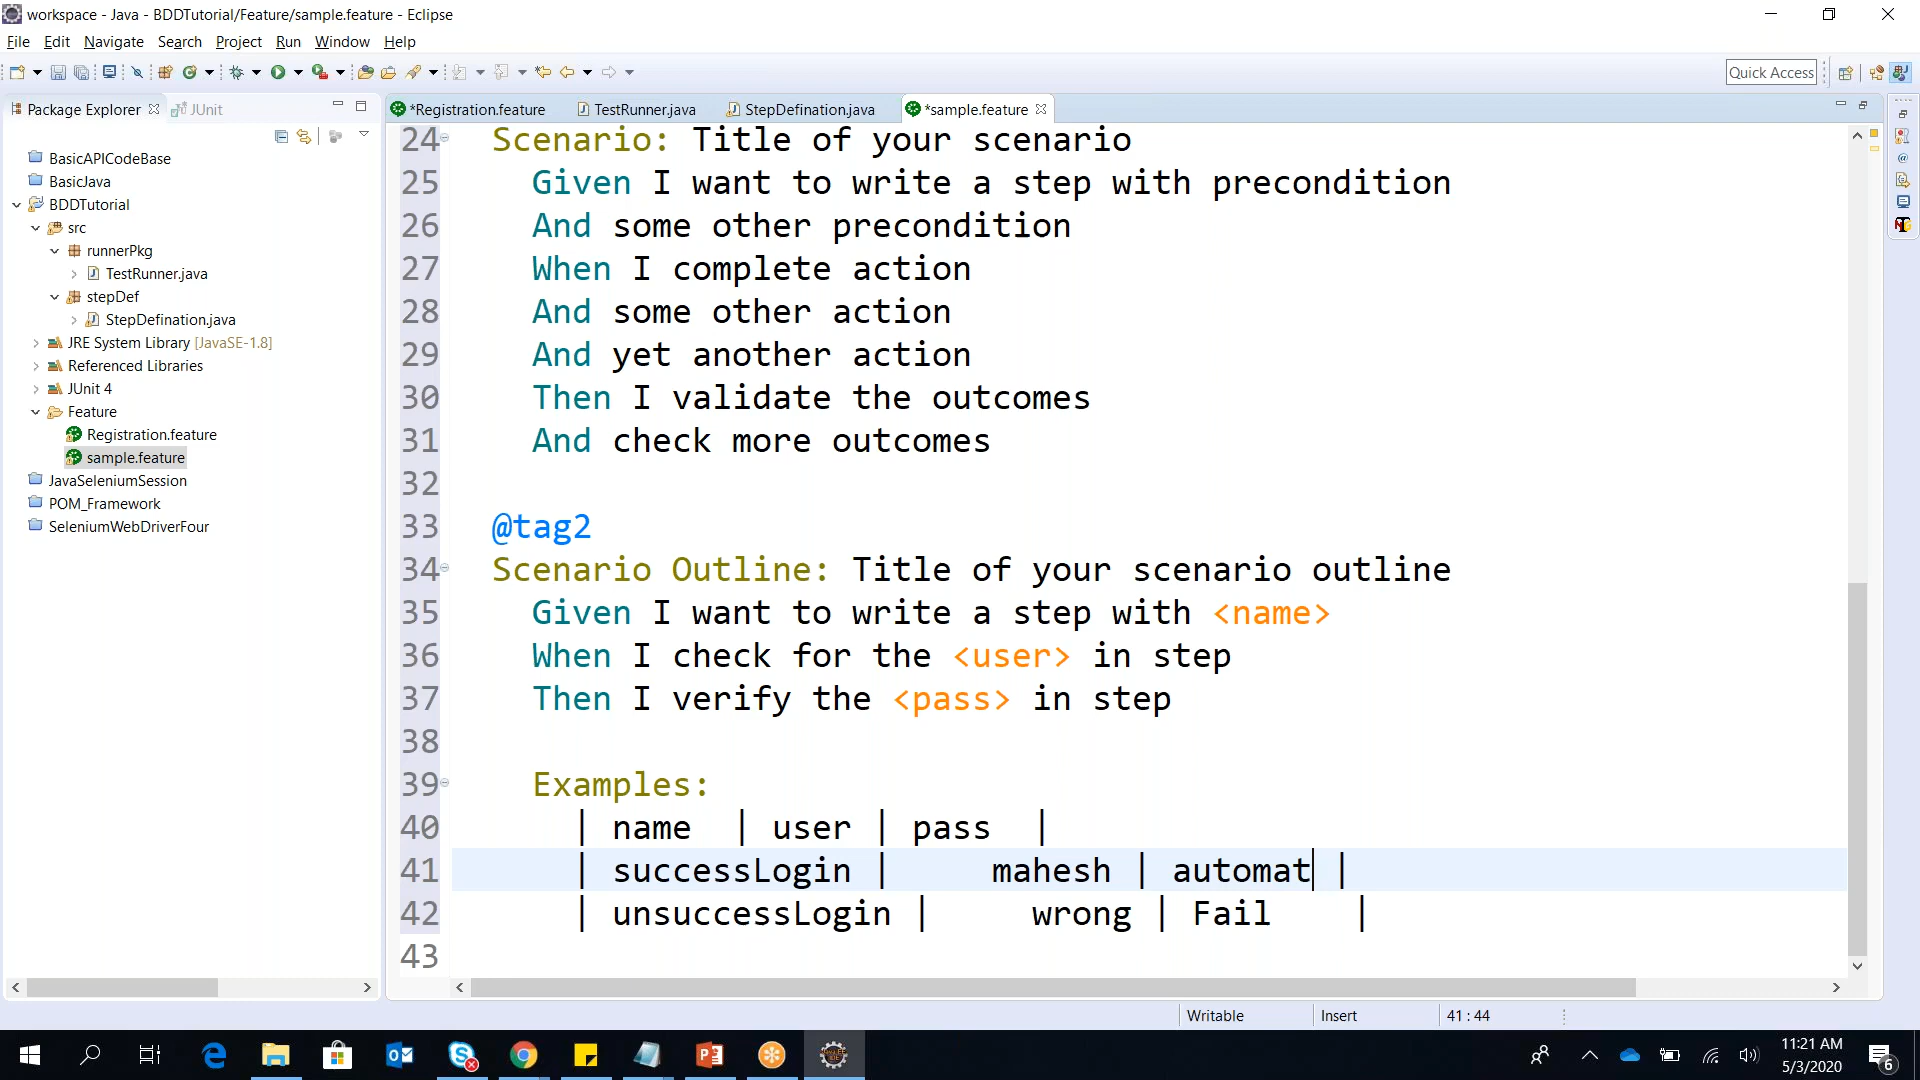 workspace - Java - BDDTutorial/Feature/sample.feature - Eclipse
File Edit Navigate Search Project Run Window Help
Quick Access
Package Explorer JUnit
*Registration.feature TestRunner.java StepDefination.java *sample.feature
BasicAPICodeBase
BasicJava
BDDTutorial
src
runnerPkg
TestRunner.java
stepDef
StepDefination.java
JRE System Library [JavaSE-1.8]
Referenced Libraries
JUnit 4
Feature
Registration.feature
sample.feature
JavaSeleniumSession
POM_Framework
SeleniumWebDriverFour
24 Scenario: Title of your scenario
25 Given I want to write a step with precondition
26 And some other precondition
27 When I complete action
28 And some other action
29 And yet another action
30 Then I validate the outcomes
31 And check more outcomes
32
33 @tag2
34 Scenario Outline: Title of your scenario outline
35 Given I want to write a step with <name>
36 When I check for the <user> in step
37 Then I verify the <pass> in step
38
39 Examples:
40 | name | user | pass |
41 | successLogin | mahesh | automat |
42 | unsuccessLogin | wrong | Fail |
43
Writable Insert 41 : 44
11:21 AM
5/3/2020
6